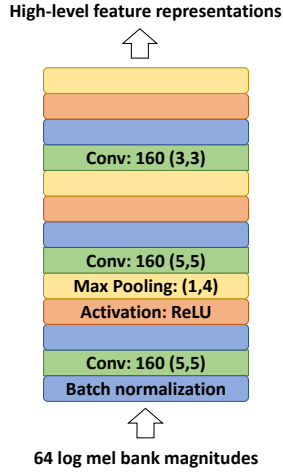 High-level feature representations
Conv: 160 (3,3)
Conv: 160 (5,5)
Max Pooling: (1,4)
Activation: ReLU
Conv: 160 (5,5)
Batch normalization
64 log mel bank magnitudes